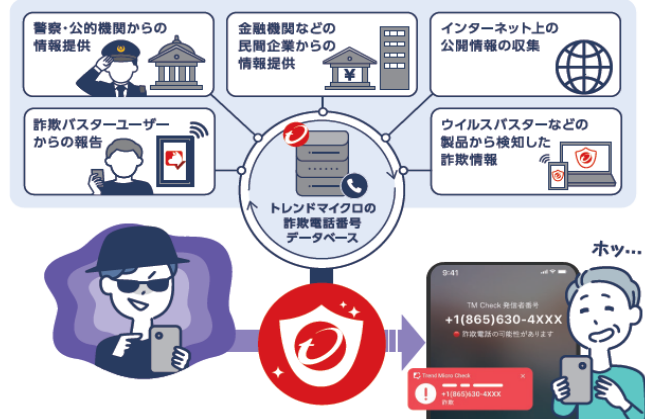 警察・公的機関からの
情報提供
金融機関などの
民間企業からの
情報提供
インターネット上の
公開情報の収集
詐欺バスターユーザー
からの報告
ウイルスバスターなどの
製品から検知した
詐欺情報
¥
トレンドマイクロの
詐欺電話番号
データベース
ホッ…
9:41
TM Check 発信者番号
+1(865)630-4XXX
詐欺電話の可能性があります
Trend Micro Check
+1(865)630-4XXX
詐欺